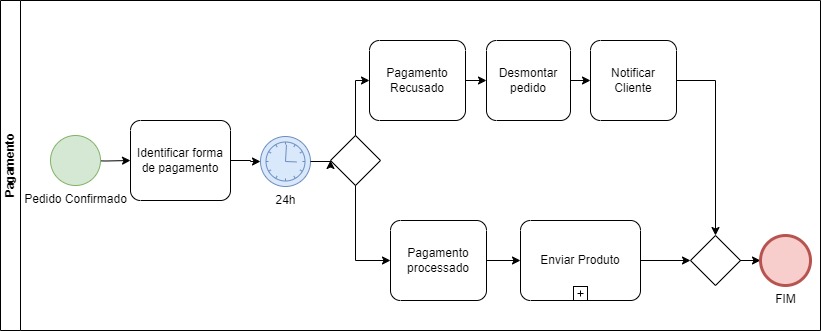 Pagamento
Pedido Confirmado
Identificar forma
de pagamento
24h
Pagamento
Recusado
Desmontar
pedido
Notificar
Cliente
Pagamento
processado
Enviar Produto
FIM